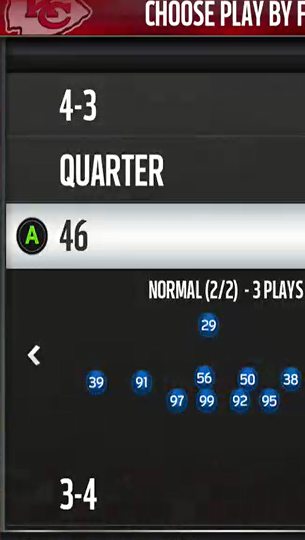 KC
CHOOSE PLAY BY F
4-3
QUARTER
A 46
NORMAL (2/2) - 3 PLAYS
29
39 91 56 50 38
97 99 92 95
3-4